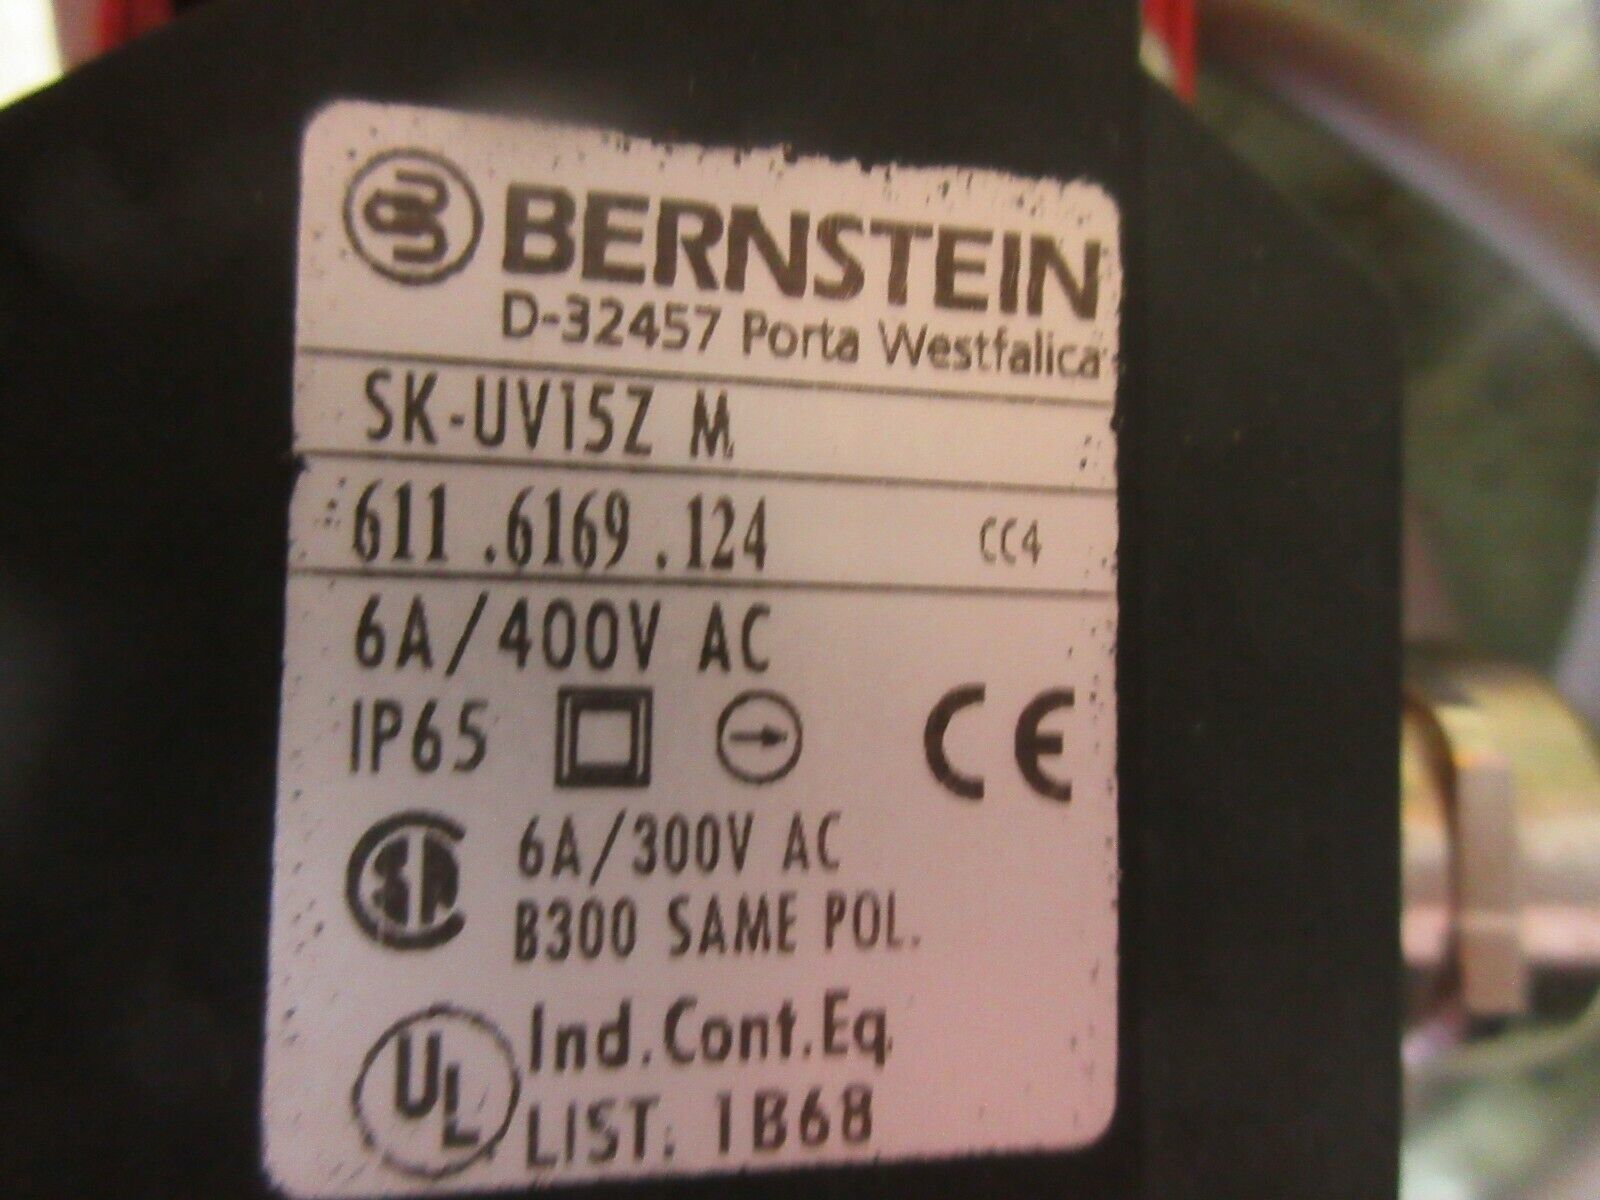 BERNSTEIN
D-32457 Porta Westfalica
SK-UV15Z M
611.6169.124 CC4
6A/400V AC
IP65 CE
6A/300V AC
B300 SAME POL.
UL Ind.Cont.Eq.
LIST. 1B68